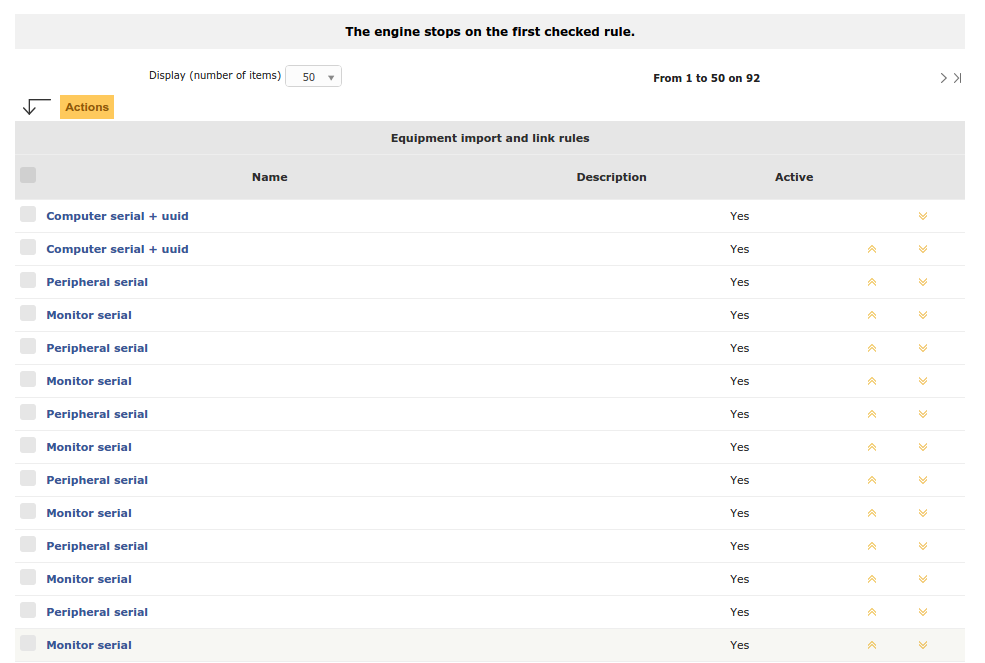 The engine stops on the first checked rule.
Display (number of items) 50 From 1 to 50 on 92
Actions
Equipment import and link rules
Name Description Active
Computer serial + uuid Yes
Computer serial + uuid Yes
Peripheral serial Yes
Monitor serial Yes
Peripheral serial Yes
Monitor serial Yes
Peripheral serial Yes
Monitor serial Yes
Peripheral serial Yes
Monitor serial Yes
Peripheral serial Yes
Monitor serial Yes
Peripheral serial Yes
Monitor serial Yes